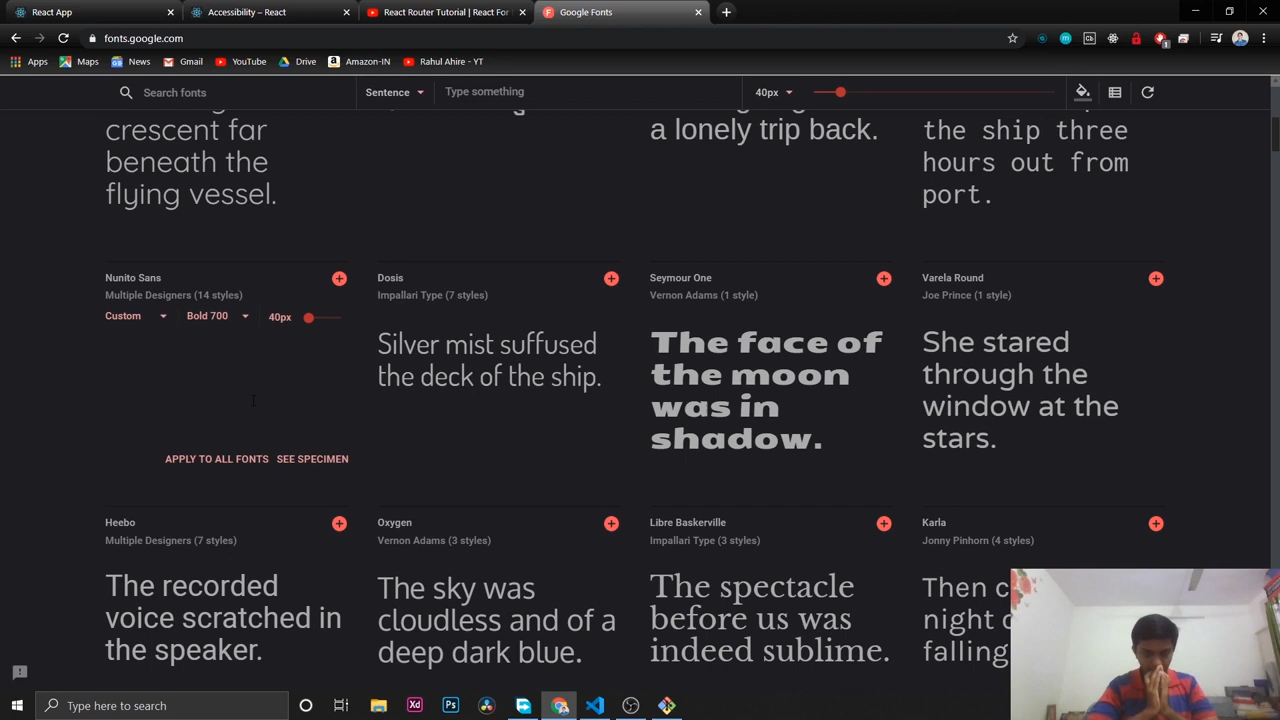 React App
Accessibility – React
React Router Tutorial | React For
Google Fonts
fonts.google.com
Apps
Maps
News
Gmail
YouTube
Drive
Amazon-IN
Rahul Ahire - YT
Search fonts
Sentence
Type something
40px
crescent far
beneath the
flying vessel.
a lonely trip back.
the ship three
hours out from
port.
Nunito Sans
Multiple Designers (14 styles)
Custom
Bold 700
40px
APPLY TO ALL FONTS
SEE SPECIMEN
Dosis
Impallari Type (7 styles)
Silver mist suffused
the deck of the ship.
Seymour One
Vernon Adams (1 style)
The face of
the moon
was in
shadow.
Varela Round
Joe Prince (1 style)
She stared
through the
window at the
stars.
Heebo
Multiple Designers (7 styles)
The recorded
voice scratched in
the speaker.
Oxygen
Vernon Adams (3 styles)
The sky was
cloudless and of a
deep dark blue.
Libre Baskerville
Impallari Type (3 styles)
The spectacle
before us was
indeed sublime.
Karla
Jonny Pinhorn (4 styles)
Then c
night
falling
Type here to search